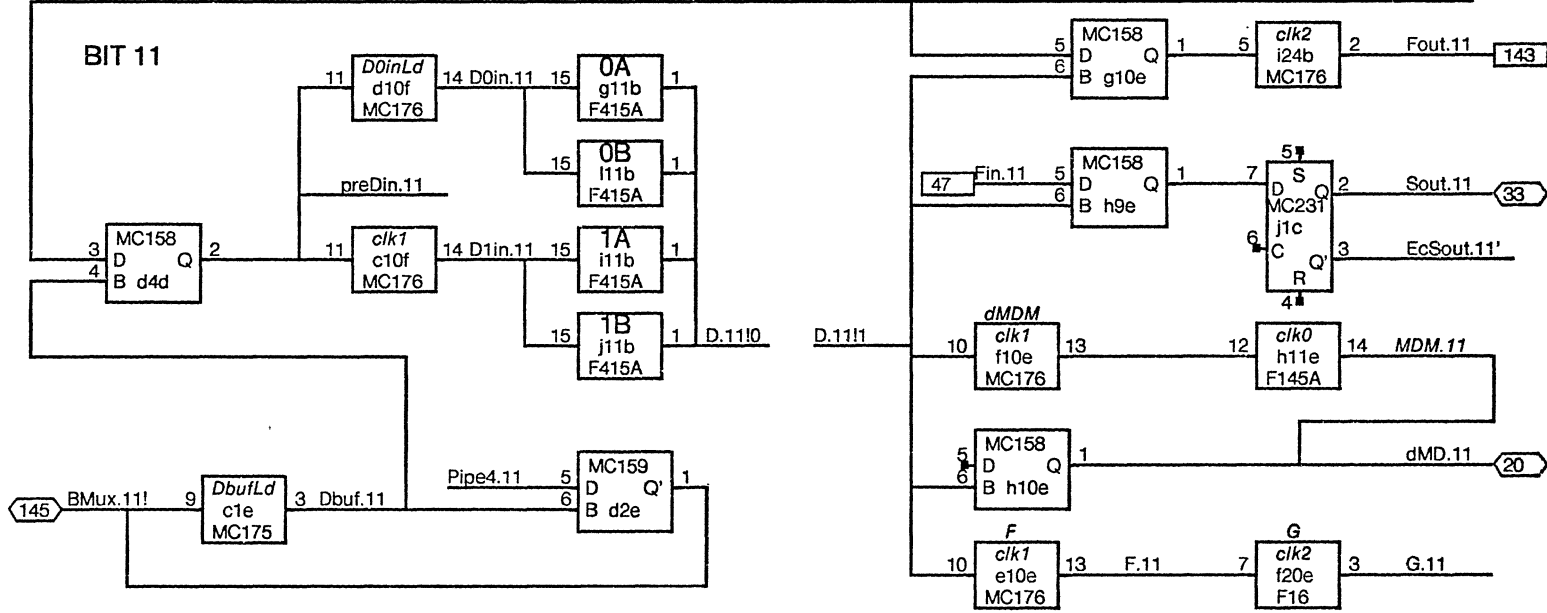 BIT 11
11 D0inLd d10f MC176 14 D0in.11
15 0A g11b F415A 1
15 0B l11b F415A 1
preDin.11
3 D 4 B MC158 Q d4d 2
11 clk1 c10f MC176 14 D1in.11
15 1A i11b F415A 1
15 1B j11b F415A 1
D.11!0
145 BMux.11! 9 DbufLd c1e MC175 3 Dbuf.11
Pipe4.11 5 D 6 B MC159 Q' d2e 1
5 D 6 B MC158 Q g10e 1
5 clk2 i24b MC176 2 Fout.11 143
47 Fin.11 5 D 6 B MC158 Q h9e 1
7 D 5 S Q 2 Sout.11 33
MC231 j1c
6 C Q' 3 EcSout.11'
R 4
D.11!1
dMDM
10 clk1 f10e MC176 13
12 clk0 h11e F145A 14 MDM.11
5 D 6 B MC158 Q h10e 1
dMD.11 20
F
10 clk1 e10e MC176 13 F.11
G
7 clk2 f20e F16 3 G.11